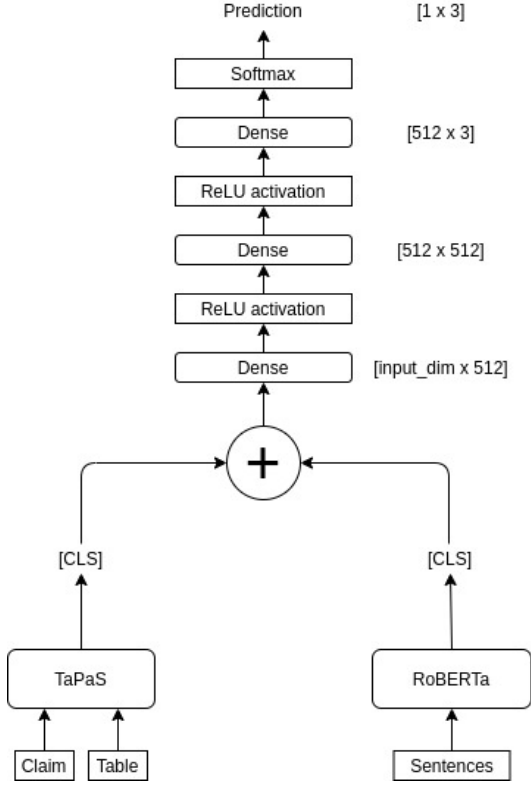 Prediction [1 x 3]
Softmax
Dense [512 x 3]
ReLU activation
Dense [512 x 512]
ReLU activation
Dense [input_dim x 512]
+
[CLS] [CLS]
TaPaS RoBERTa
Claim Table Sentences